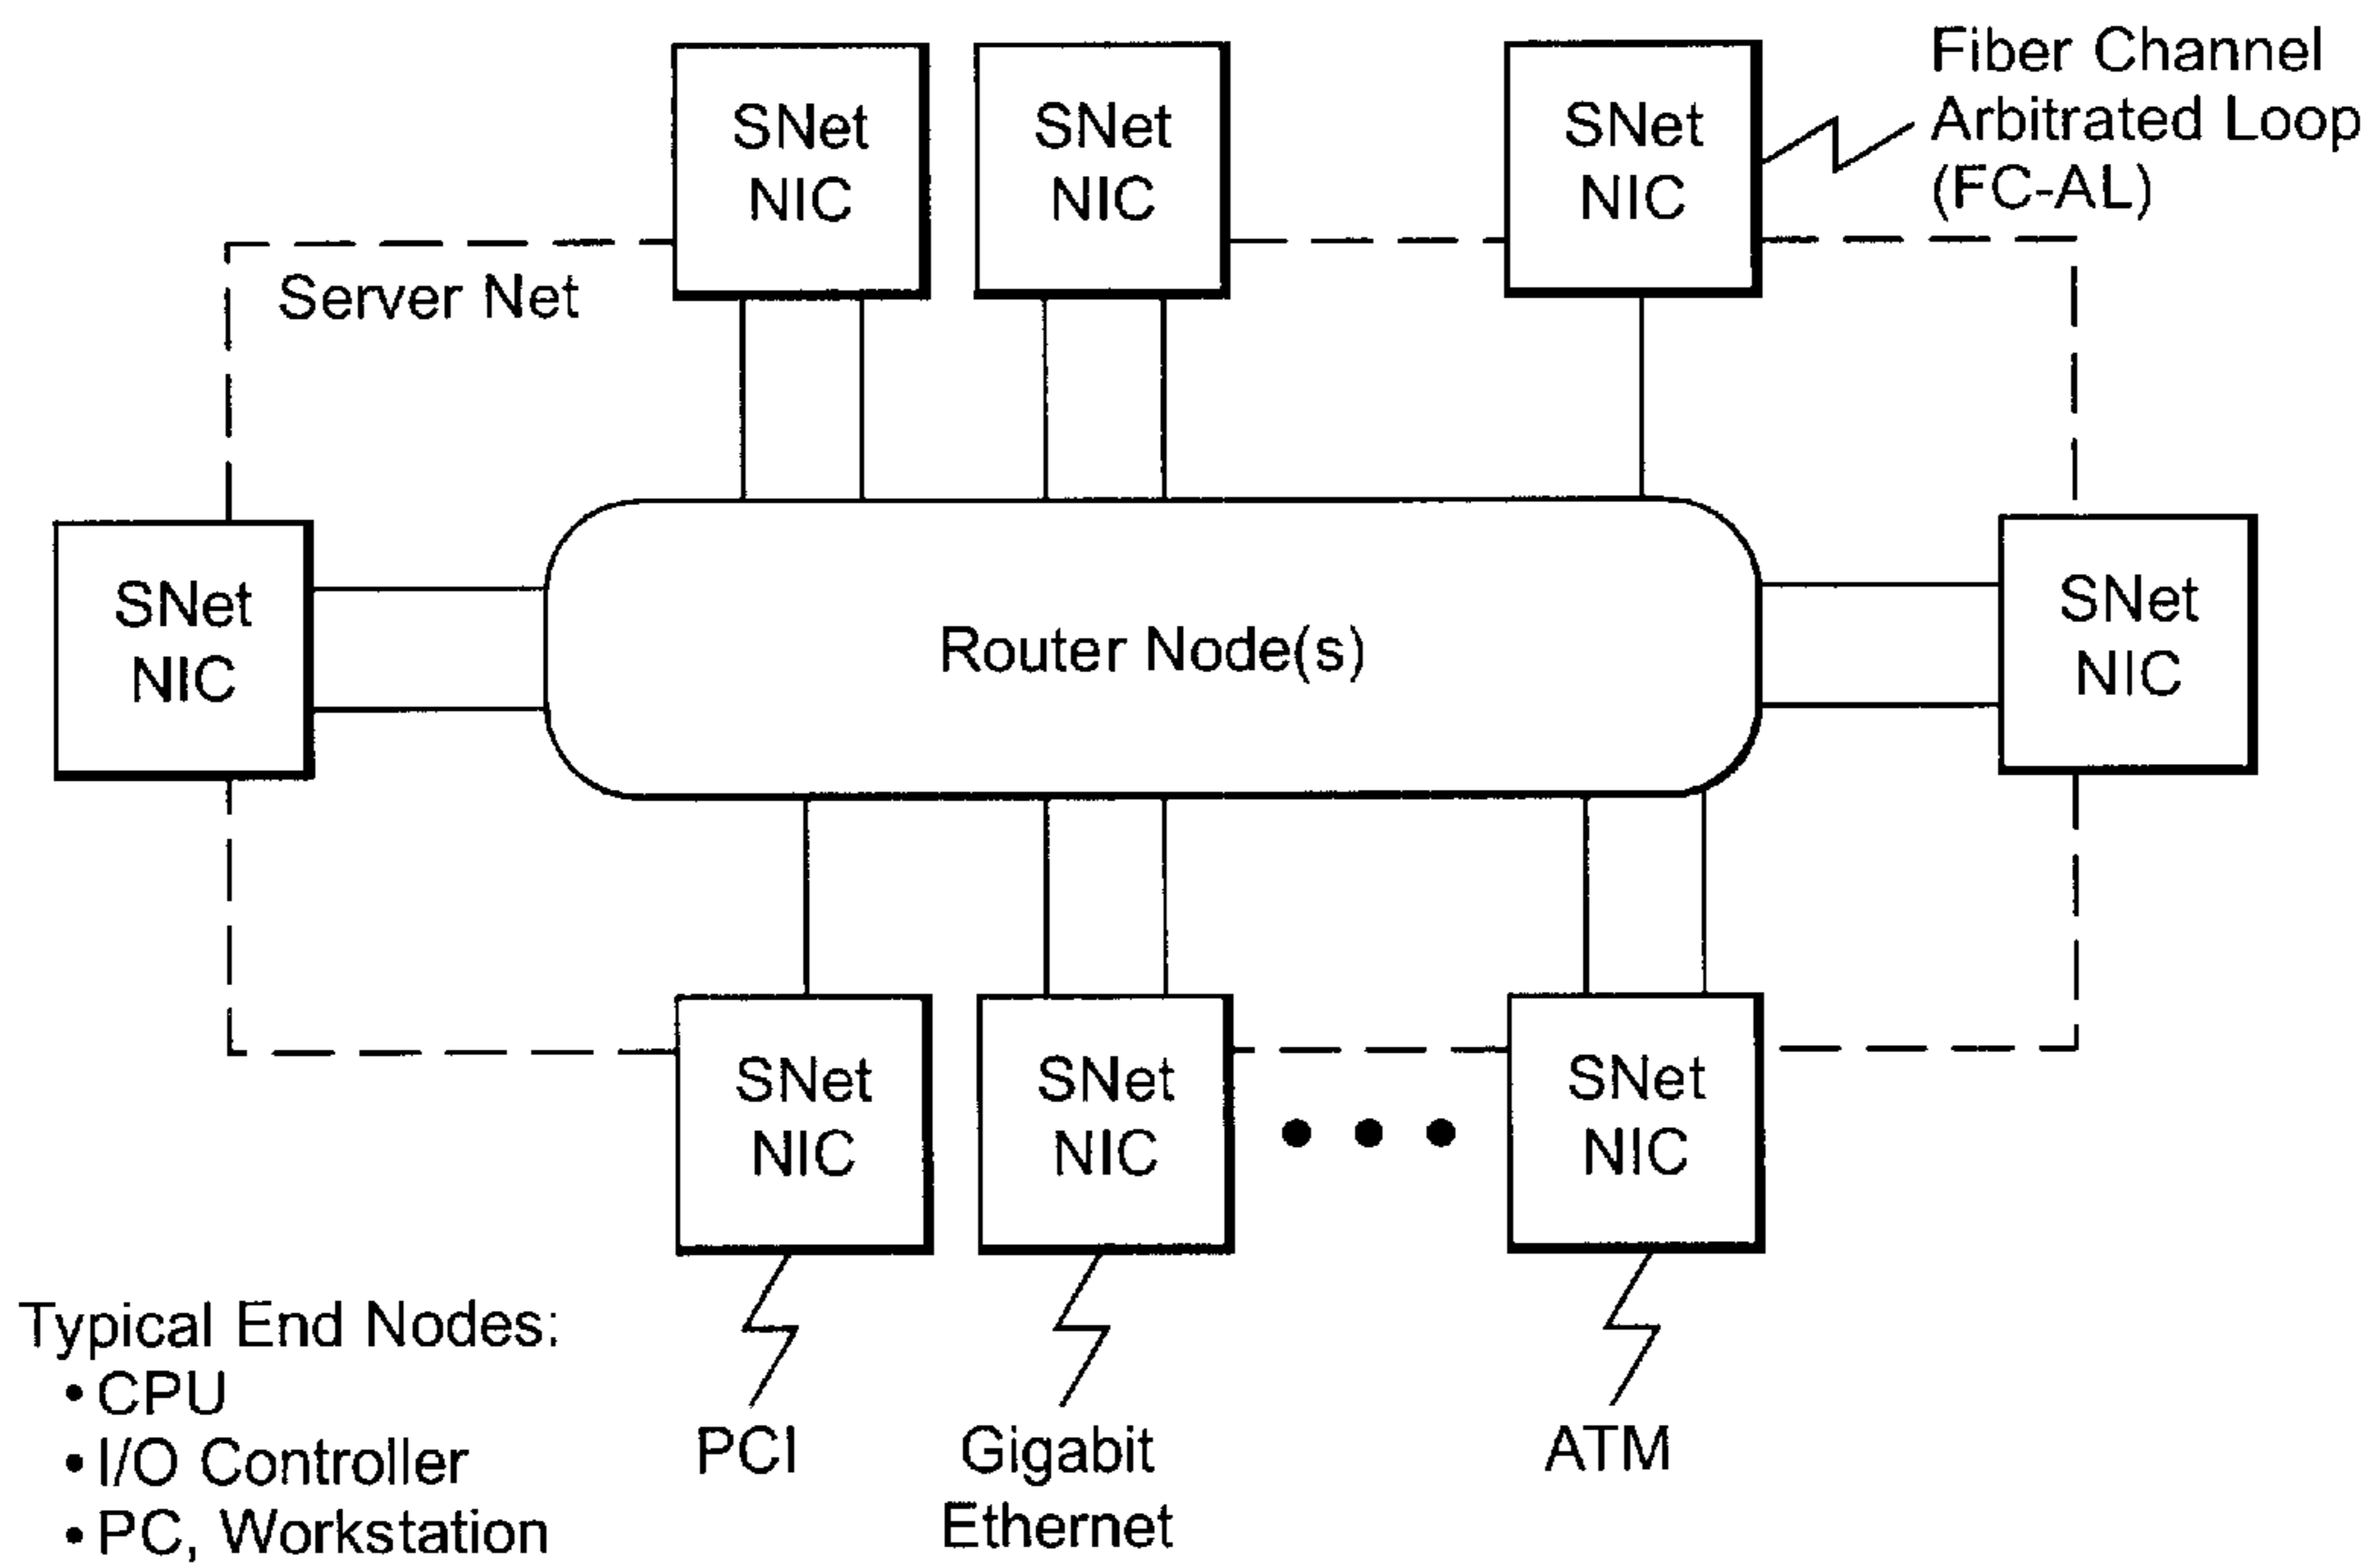 SNet
NIC
SNet
NIC
SNet
NIC
Fiber Channel
Arbitrated Loop
(FC-AL)
Server Net
SNet
NIC
Router Node(s)
SNet
NIC
SNet
NIC
SNet
NIC
SNet
NIC
Typical End Nodes:
• CPU
• I/O Controller
• PC, Workstation
PCI
Gigabit
Ethernet
ATM